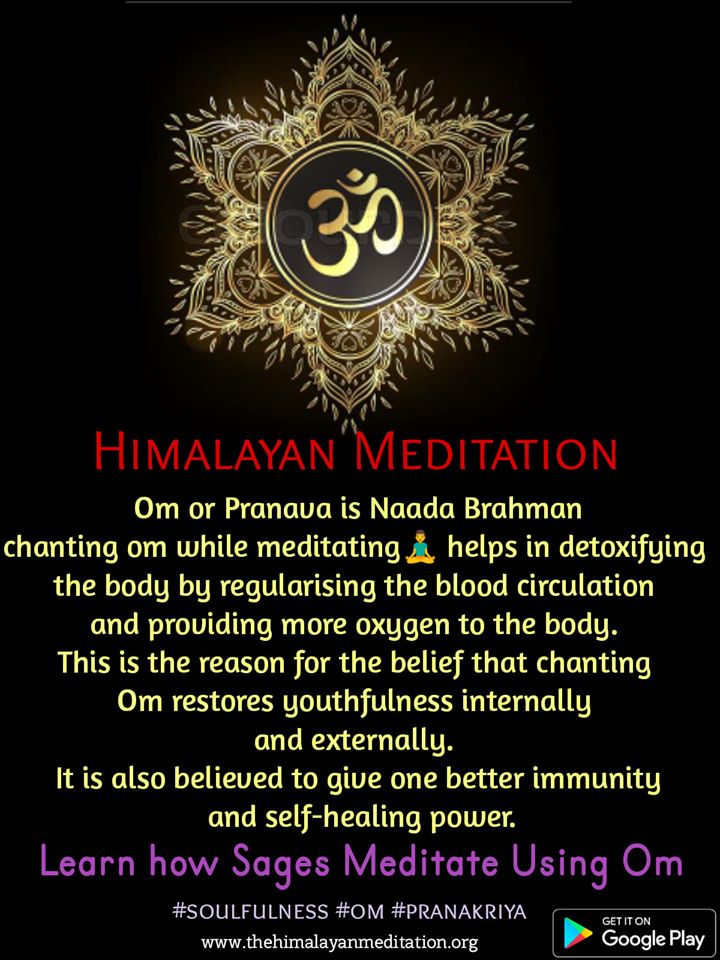 ॐ
HIMALAYAN MEDITATION
Om or Pranava is Naada Brahman
chanting om while meditating🧘‍♂️ helps in detoxifying
the body by regularising the blood circulation
and providing more oxygen to the body.
This is the reason for the belief that chanting
Om restores youthfulness internally
and externally.
It is also believed to give one better immunity
and self-healing power.
Learn how Sages Meditate Using Om
#SOULFULNESS #OM #PRANAKRIYA
www.thehimalayanmeditation.org
GET IT ON
Google Play